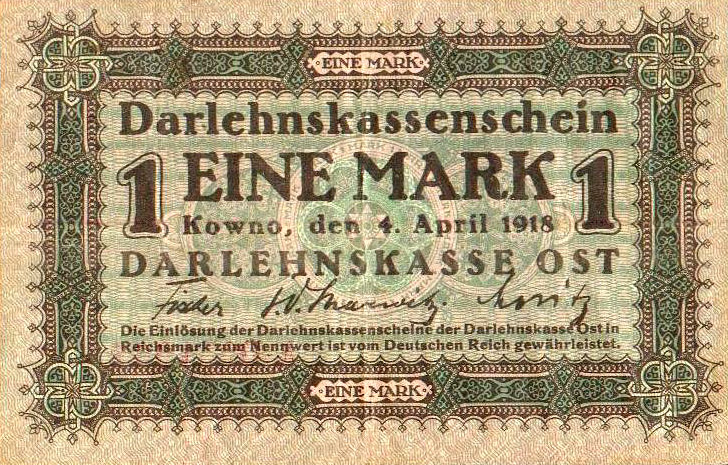 EINE MARK
Darlehnskassenschein
1 EINE MARK 1
Kowno, den 4. April 1918
DARLEHNSKASSE OST
Die Einlösung der Darlehnskassenscheine der Darlehnskasse Ost in
Reichsmark zum Nennwert ist vom Deutschen Reich gewährleistet.
EINE MARK